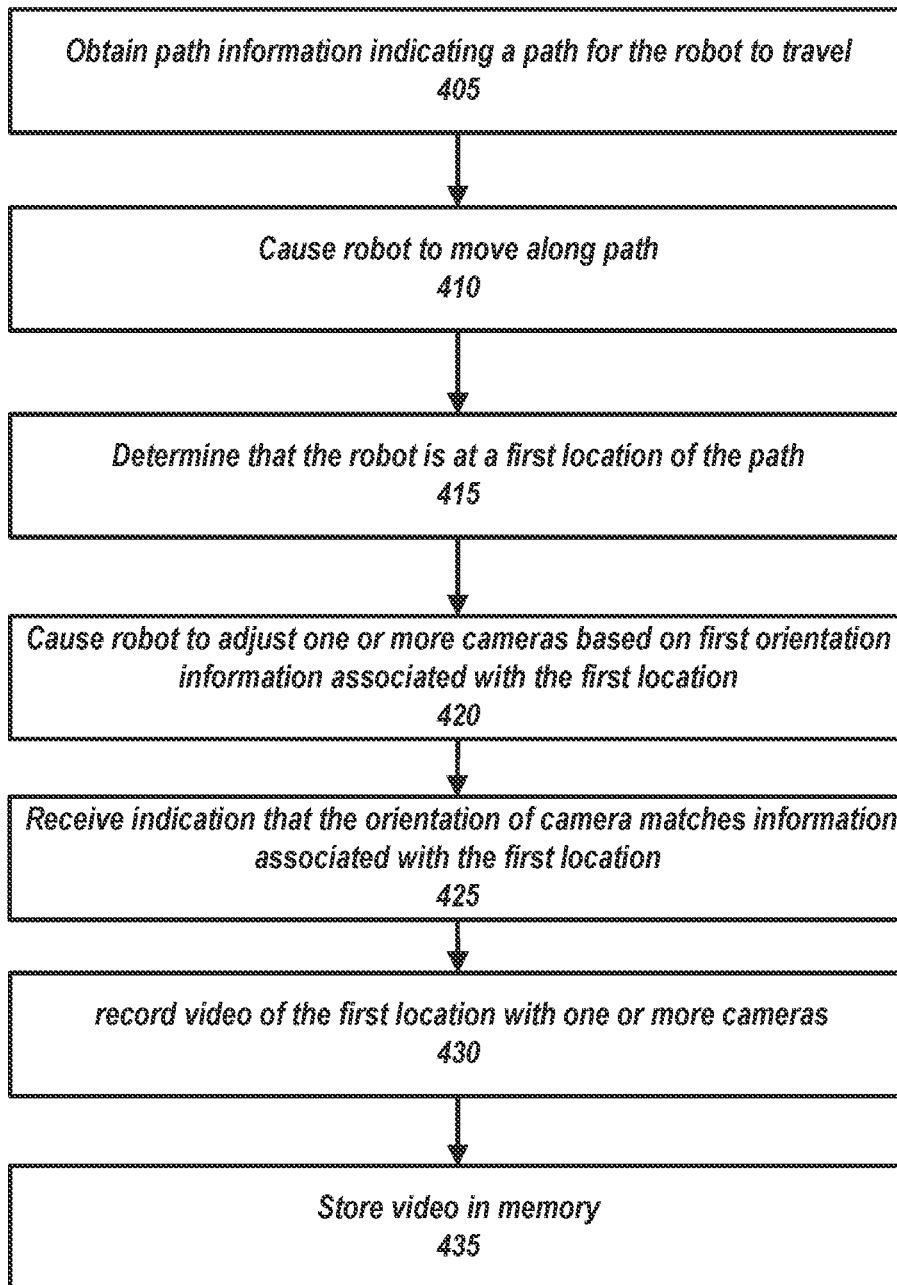 Obtain path information indicating a path for the robot to travel
405
Cause robot to move along path
410
Determine that the robot is at a first location of the path
415
Cause robot to adjust one or more cameras based on first orientation
information associated with the first location
420
Receive indication that the orientation of camera matches information
associated with the first location
425
record video of the first location with one or more cameras
430
Store video in memory
435